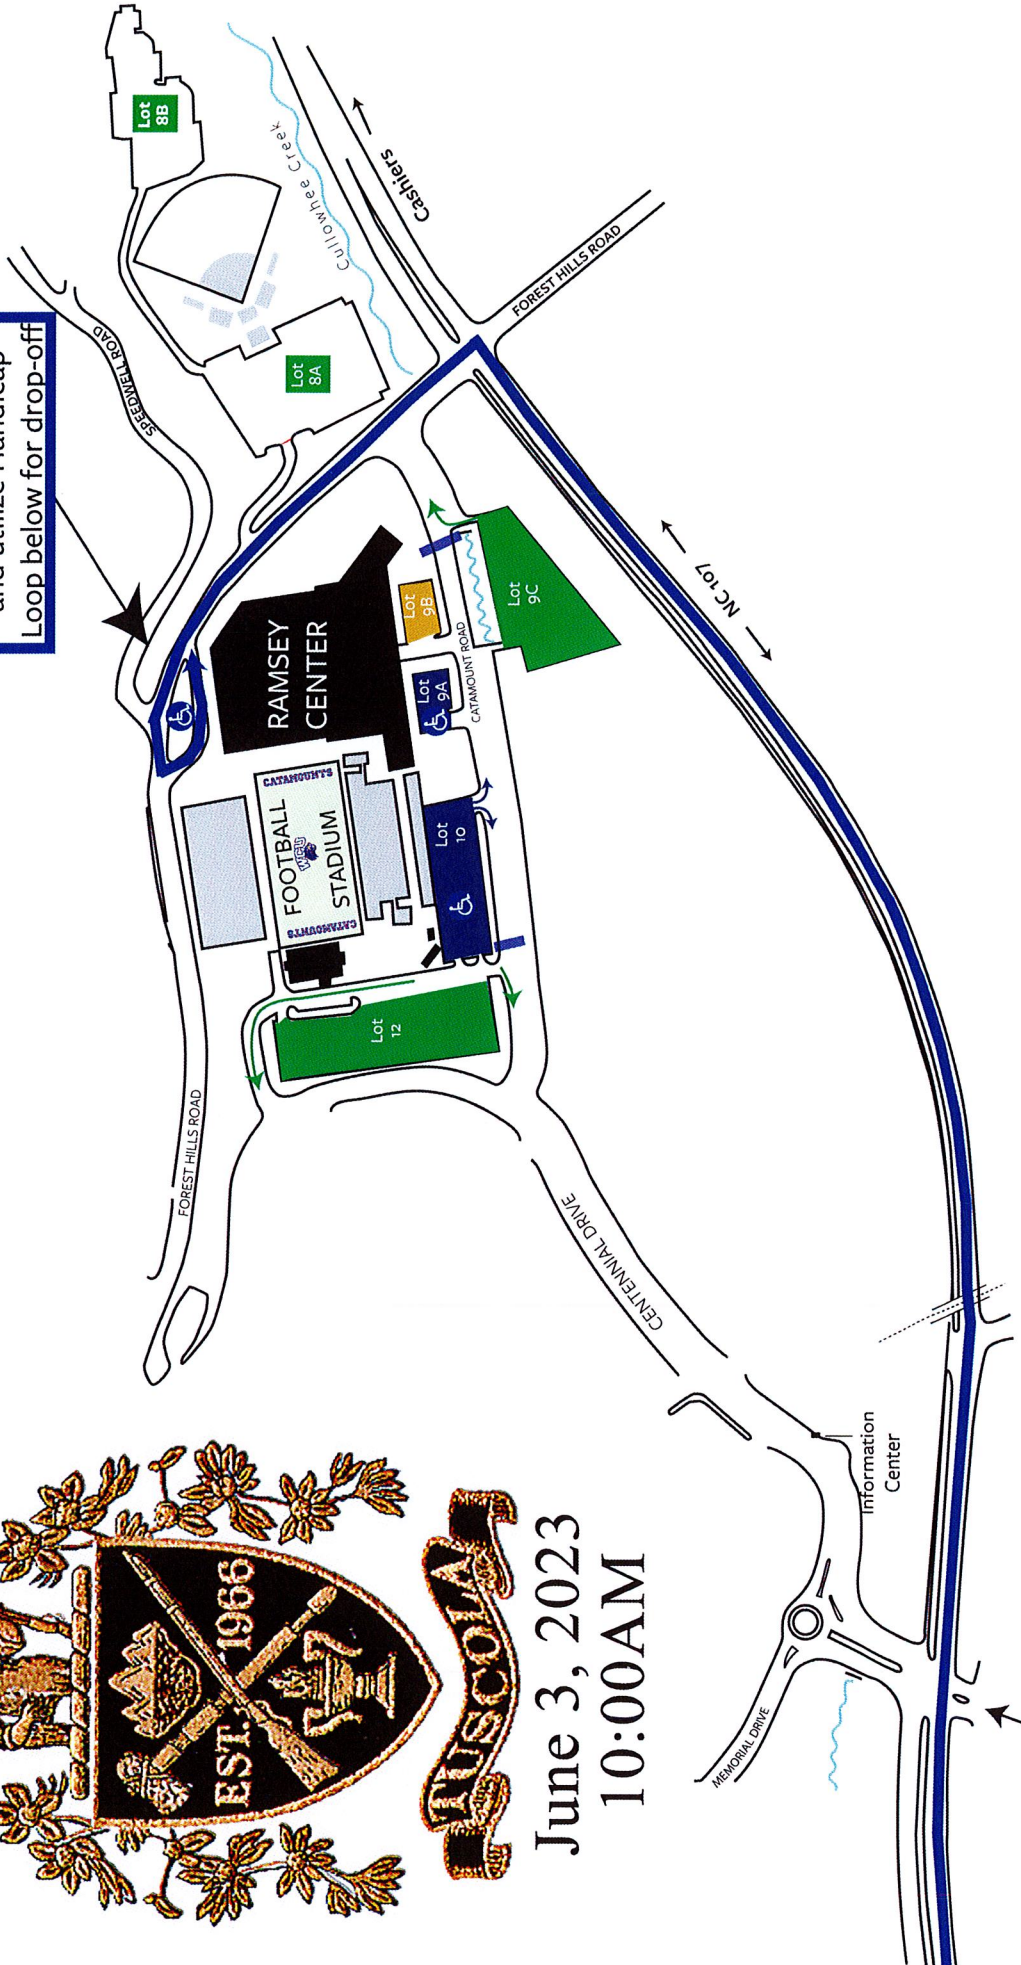 and utilize Handicap
Loop below for drop-off
EST. 1966
TUSCOLA
June 3, 2023
10:00AM
SPEEDWELL ROAD
Lot
8B
Cullowhee Creek
Lot
8A
Cashiers
FOREST HILLS ROAD
RAMSEY
CENTER
Lot
9B
Lot
9C
Lot
9A
CATAMOUNT ROAD
NC 107
CATAMOUNTS
FOOTBALL
WCU
STADIUM
CATAMOUNTS
Lot
10
Lot
12
FOREST HILLS ROAD
CENTENNIAL DRIVE
Information
Center
MEMORIAL DRIVE